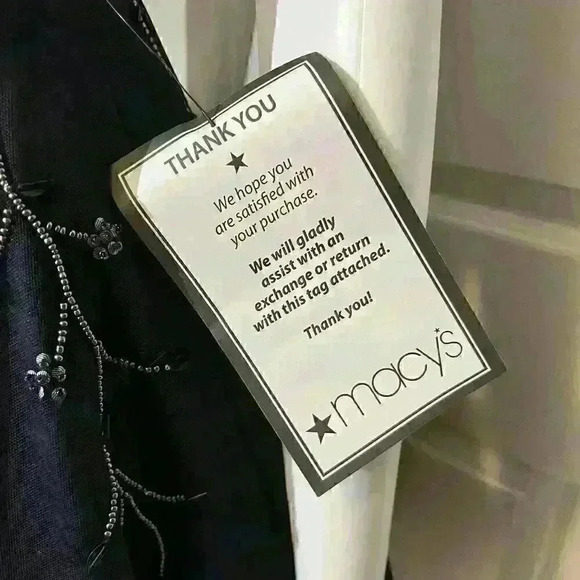 THANK YOU
We hope you
are satisfied with
your purchase.
We will gladly
assist with an
exchange or return
with this tag attached.
Thank you!
macy's